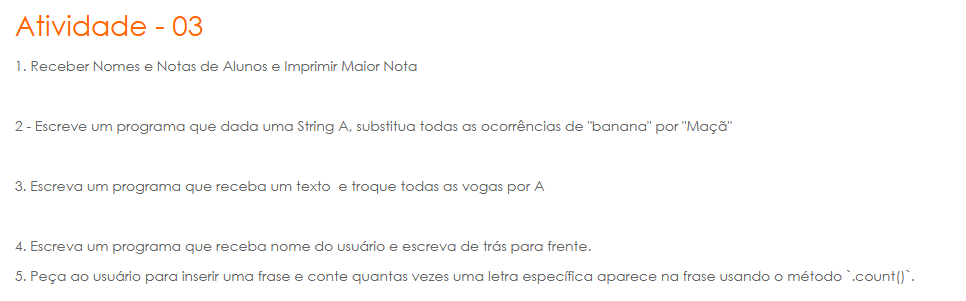 Atividade - 03
1. Receber Nomes e Notas de Alunos e Imprimir Maior Nota
2 - Escreve um programa que dada uma String A, substitua todas as ocorrências de "banana" por "Maçã"
3. Escreva um programa que receba um texto  e troque todas as vogas por A
4. Escreva um programa que receba nome do usuário e escreva de trás para frente.
5. Peça ao usuário para inserir uma frase e conte quantas vezes uma letra específica aparece na frase usando o método `.count()`.